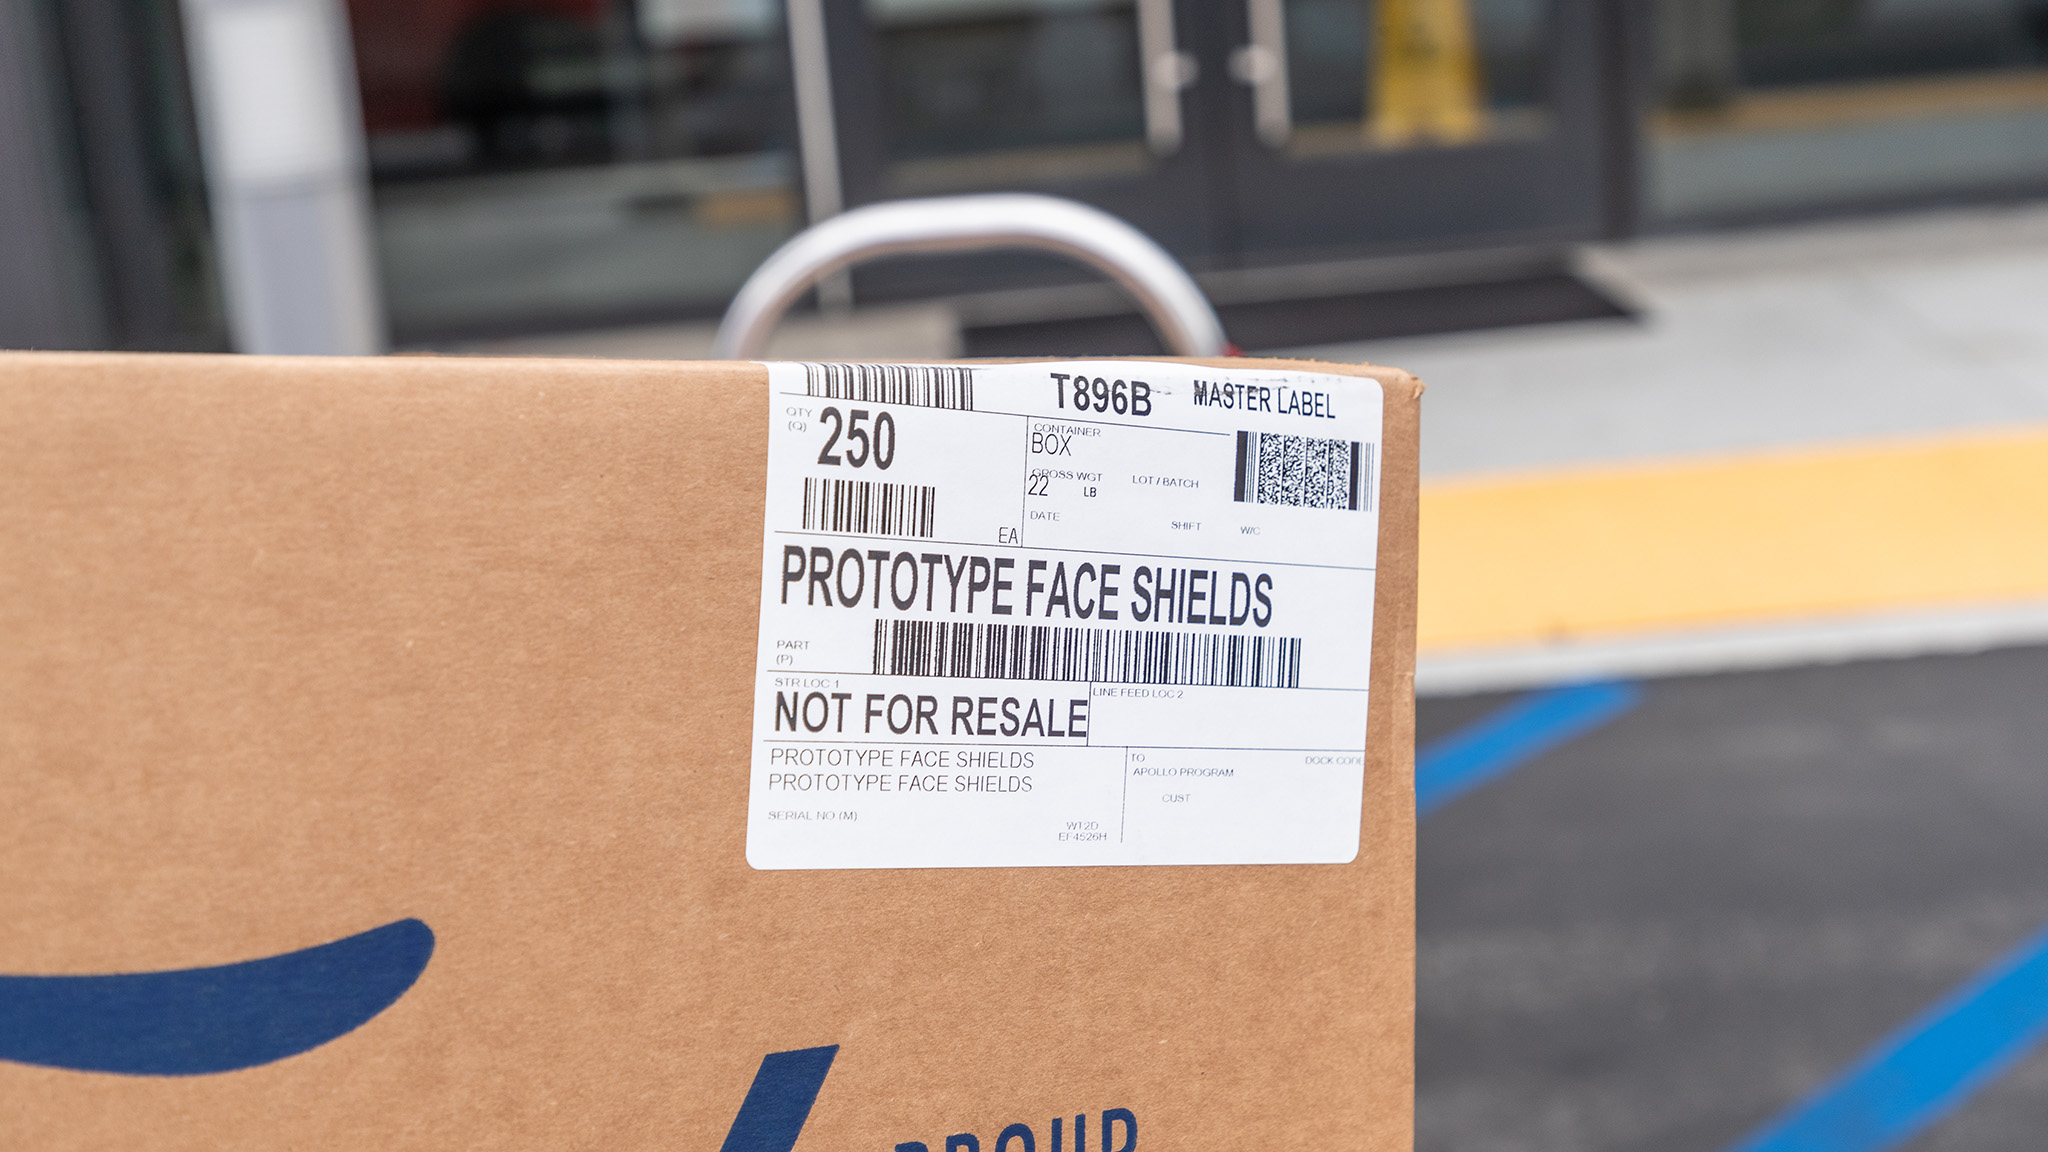 T896B MASTER LABEL
QTY
(Q)
250
EA
CONTAINER
BOX
GROSS WGT
22 LB
LOT / BATCH
DATE
SHIFT
W/C
PROTOTYPE FACE SHIELDS
PART
(P)
STR LOC 1
NOT FOR RESALE
LINE FEED LOC 2
PROTOTYPE FACE SHIELDS
PROTOTYPE FACE SHIELDS
SERIAL NO (M)
W12D
EF4526H
TO
APOLLO PROGRAM
CUST
DOCK CODE
PROUD